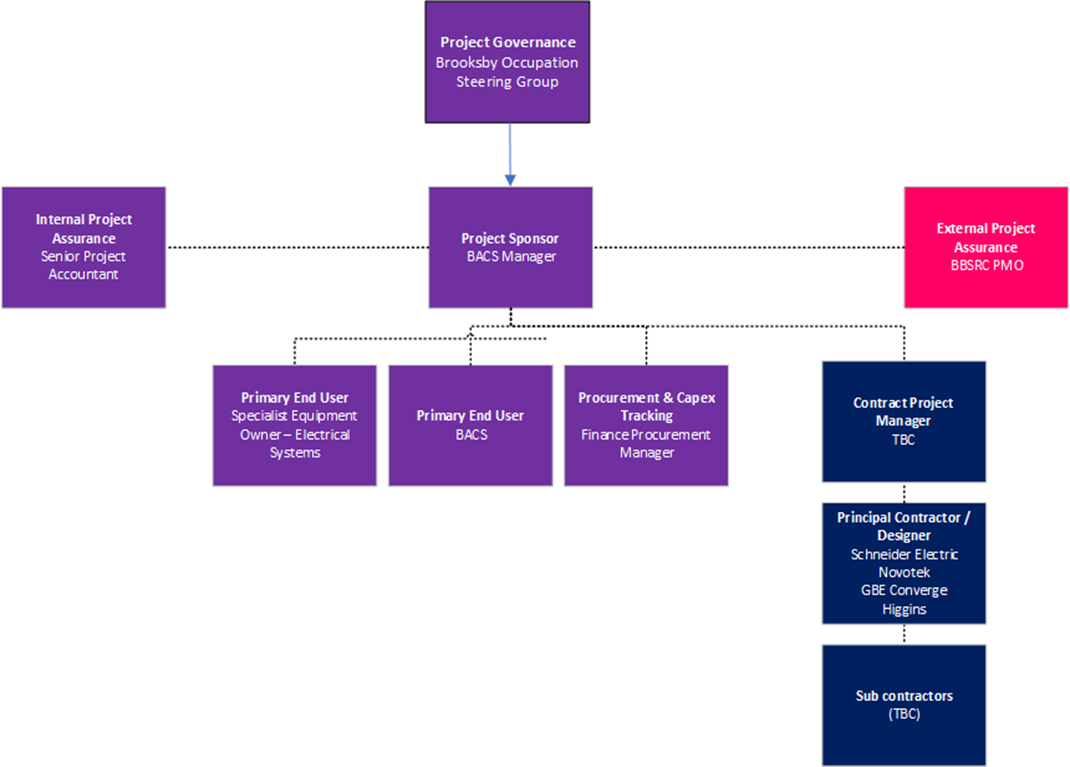 Project Governance
Brooksby Occupation
Steering Group
Internal Project
Assurance
Senior Project
Accountant
Project Sponsor
BACS Manager
External Project
Assurance
BBSRC PMO
Primary End User
Specialist Equipment
Owner – Electrical
Systems
Primary End User
BACS
Procurement & Capex
Tracking
Finance Procurement
Manager
Contract Project
Manager
TBC
Principal Contractor /
Designer
Schneider Electric
Novotek
GBE Converge
Higgins
Sub contractors
(TBC)